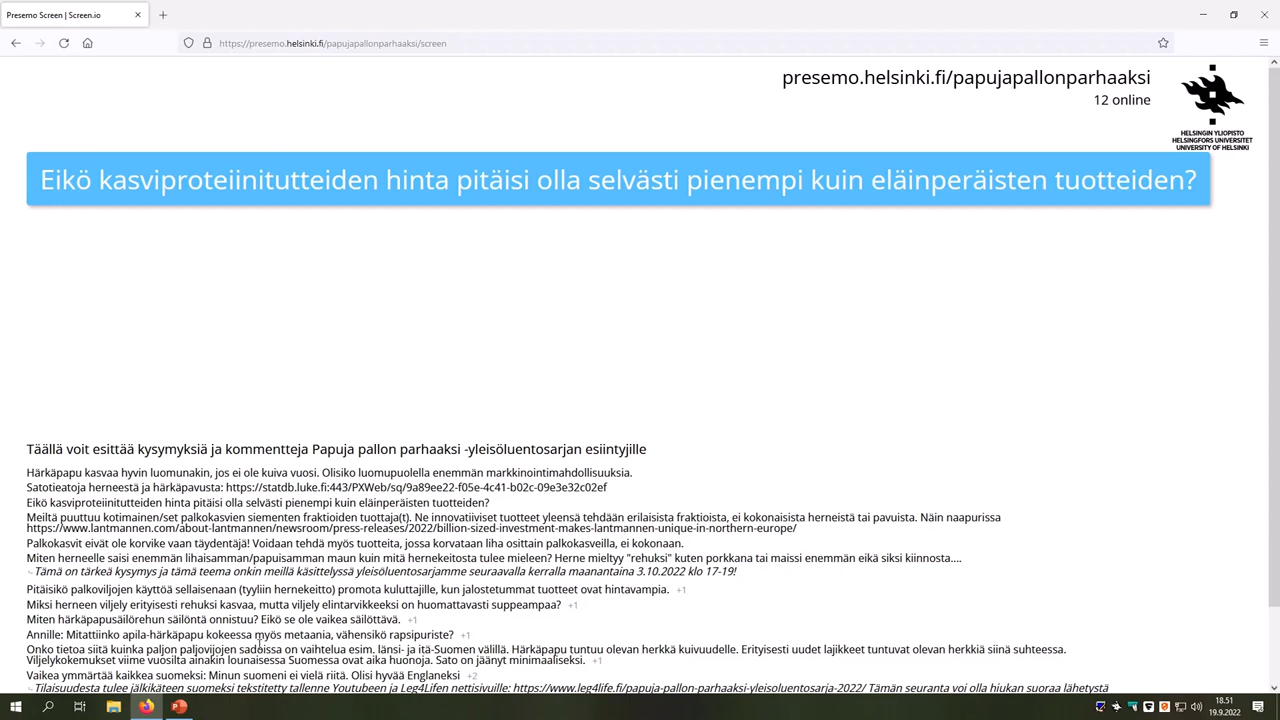 Presemo Screen | Screen.io
https://presemo.helsinki.fi/papujapallonparhaaksi/screen
presemo.helsinki.fi/papujapallonparhaaksi
12 online
HELSINGIN YLIOPISTO
HELSINGFORS UNIVERSITET
UNIVERSITY OF HELSINKI
Eikö kasviproteiinitutteiden hinta pitäisi olla selvästi pienempi kuin eläinperäisten tuotteiden?
Täällä voit esittää kysymyksiä ja kommentteja Papuja pallon parhaaksi -yleisöluentosarjan esiintyjille
Härkäpapu kasvaa hyvin luomunakin, jos ei ole kuiva vuosi. Olisiko luomupuolella enemmän markkinointimahdollisuuksia.
Satotieatoja herneestä ja härkäpavusta: https://statdb.luke.fi:443/PXWeb/sq/9a89ee22-f05e-4c41-b02c-09e3e32c02ef
Eikö kasviproteiinitutteiden hinta pitäisi olla selvästi pienempi kuin eläinperäisten tuotteiden?
Meiltä puuttuu kotimainen/set palkokasvien siementen fraktioiden tuottaja(t). Ne innovatiiviset tuotteet yleensä tehdään erilaisista fraktioista, ei kokonaisista herneistä tai pavuista. Näin naapurissa
https://www.lantmannen.com/about-lantmannen/newsroom/press-releases/2022/billion-sized-investment-makes-lantmannen-unique-in-northern-europe/
Palkokasvit eivät ole korvike vaan täydentäjä! Voidaan tehdä myös tuotteita, jossa korvataan liha osittain palkokasveilla, ei kokonaan.
Miten herneelle saisi enemmän lihaisamman/papuisamman maun kuin mitä hernekeitosta tulee mieleen? Herne mieltyy "rehuksi" kuten porkkana tai maissi enemmän eikä siksi kiinnosta....
Tämä on tärkeä kysymys ja tämä teema onkin meillä käsittelyssä yleisöluentosarjamme seuraavalla kerralla maanantaina 3.10.2022 klo 17-19!
Pitäisikö palkoviljojen käyttöä sellaisenaan (tyyliin hernekeitto) promota kuluttajille, kun jalostetummat tuotteet ovat hintavampia. +1
Miksi herneen viljely erityisesti rehuksi kasvaa, mutta viljely elintarvikkeeksi on huomattavasti suppeampaa? +1
Miten härkäpapusäilörehun säilöntä onnistuu? Eikö se ole vaikea säilöttävä. +1
Annille: Mitattiinko apila-härkäpapu kokeessa myös metaania, vähensikö rapsipuriste? +1
Onko tietoa siitä kuinka paljon paljovijojen sadoissa on vaihtelua esim. länsi- ja itä-Suomen välillä. Härkäpapu tuntuu olevan herkkä kuivuudelle. Erityisesti uudet lajikkeet tuntuvat olevan herkkiä siinä suhteessa.
Viljelykokemukset viime vuosilta ainakin lounaisessa Suomessa ovat aika huonoja. Sato on jäänyt minimaaliseksi. +1
Vaikea ymmärtää kaikkea suomeksi: Minun suomeni ei vielä riitä. Olisi hyvää Englaneksi +2
Tilaisuudesta tulee jälkikäteen suomeksi tekstitetty tallenne Youtubeen ja Leg4Lifen nettisivuille: https://www.leg4life.fi/papuja-pallon-parhaaksi-yleisoluentosarja-2022/ Tämän seuranta voi olla hiukan suoraa lähetystä
18.51
19.9.2022